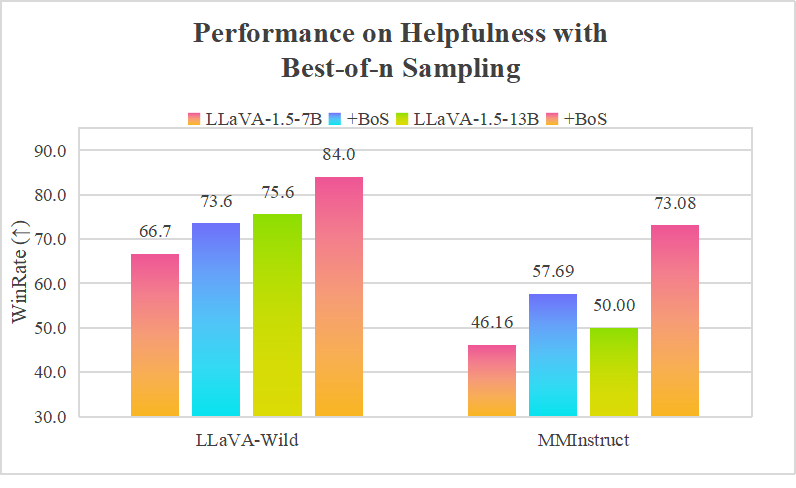 Performance on Helpfulness with
Best-of-n Sampling
LLaVA-1.5-7B +BoS LLaVA-1.5-13B +BoS
WinRate (↑)
90.0
80.0
70.0
60.0
50.0
40.0
30.0
66.7
73.6
75.6
84.0
46.16
57.69
50.00
73.08
LLaVA-Wild
MMInstruct